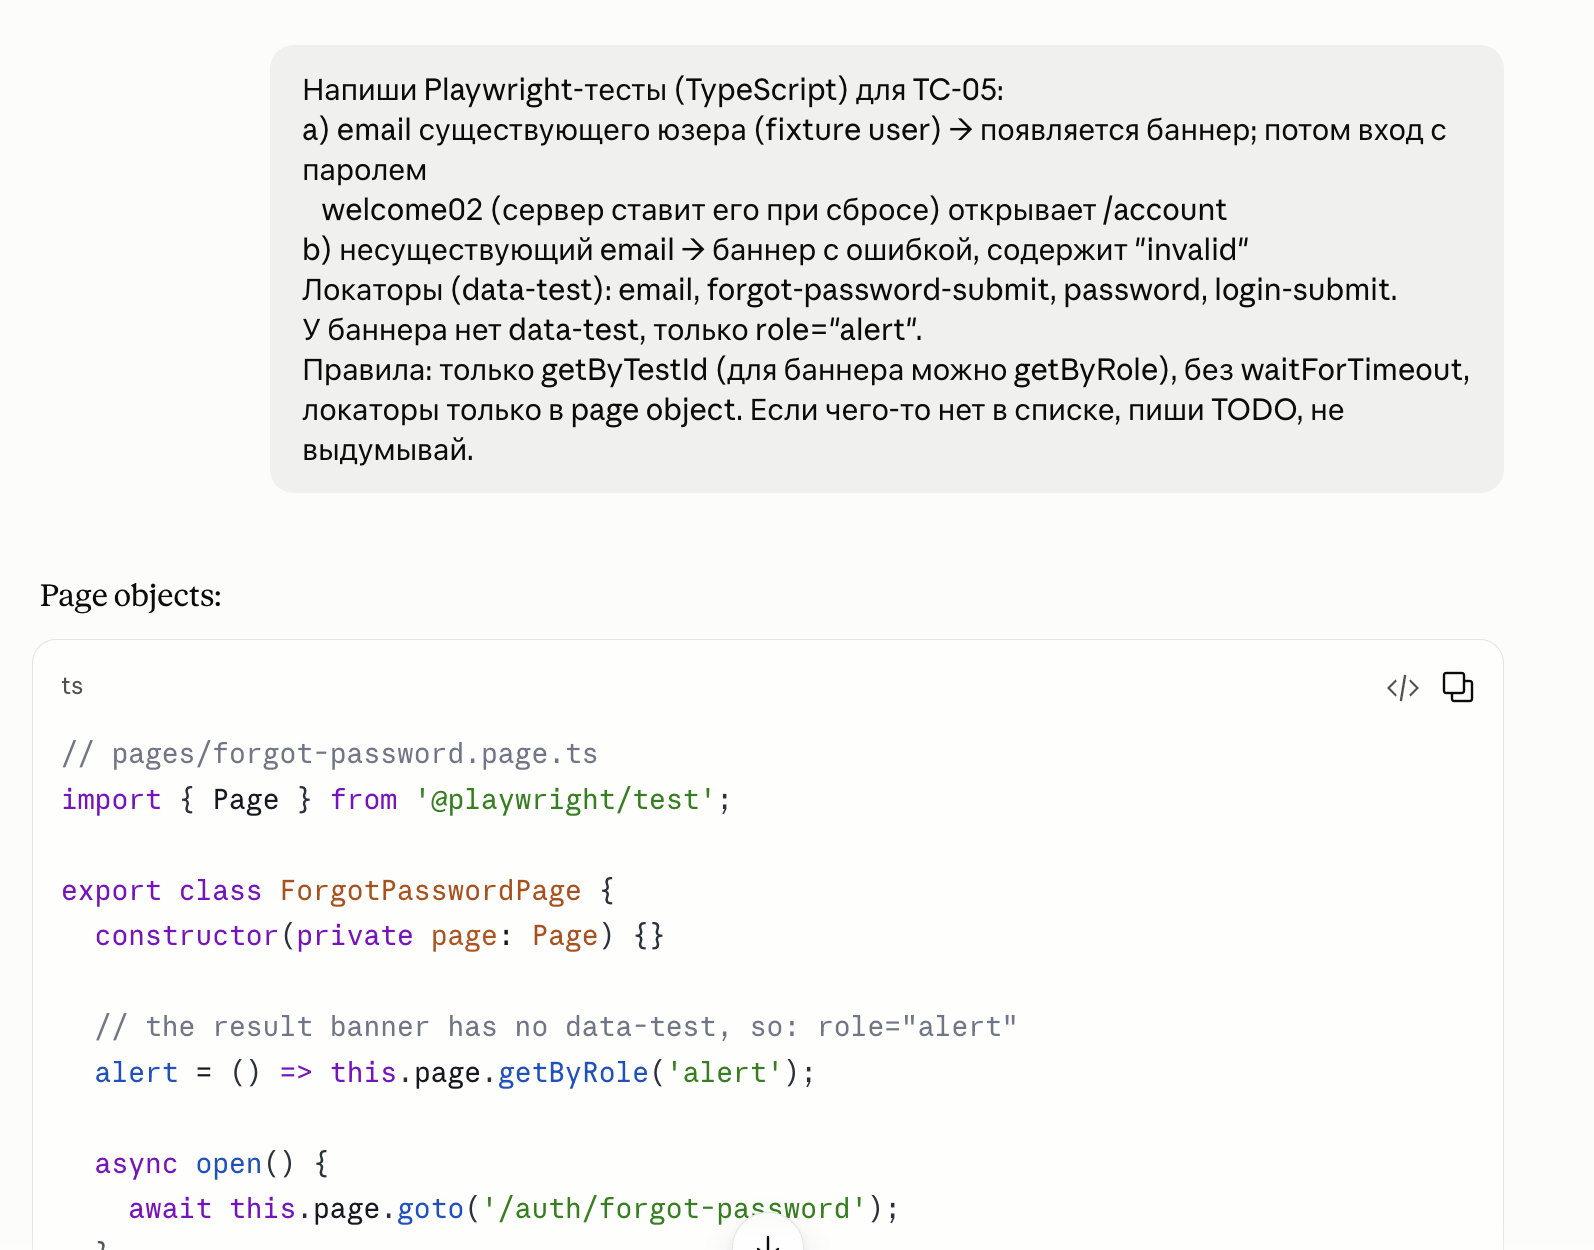 Напиши Playwright-тесты (TypeScript) для TC-05:
a) email существующего юзера (fixture user) → появляется баннер; потом вход с
паролем
welcome02 (сервер ставит его при сбросе) открывает /account
b) несуществующий email → баннер с ошибкой, содержит "invalid"
Локаторы (data-test): email, forgot-password-submit, password, login-submit.
У баннера нет data-test, только role="alert".
Правила: только getByTestId (для баннера можно getByRole), без waitForTimeout,
локаторы только в page object. Если чего-то нет в списке, пиши TODO, не
выдумывай.
Page objects:
ts
// pages/forgot-password.page.ts
import { Page } from '@playwright/test';
export class ForgotPasswordPage {
constructor(private page: Page) {}
// the result banner has no data-test, so: role="alert"
alert = () => this.page.getByRole('alert');
async open() {
await this.page.goto('/auth/forgot-password');
}